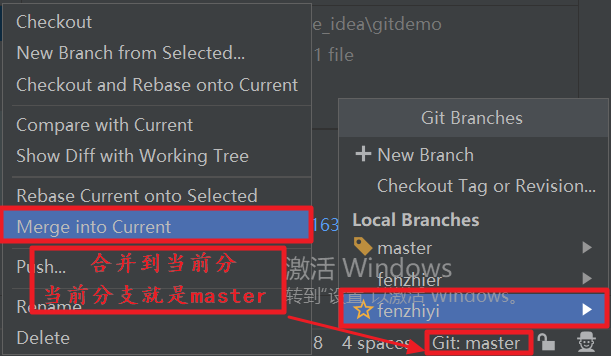 Checkout
New Branch from Selected...
Checkout and Rebase onto Current
Compare with Current
Show Diff with Working Tree
Rebase Current onto Selected
Merge into Current
Push...
Rename...
Delete
合并到当前分
当前分支就是master
e_idea\gitdemo
1 file
163
Git Branches
New Branch
Checkout Tag or Revision...
Local Branches
master
fenzhier
fenzhiyi
激活 Windows
转到"设置"以激活 Windows。
8
4 spaces
Git: master